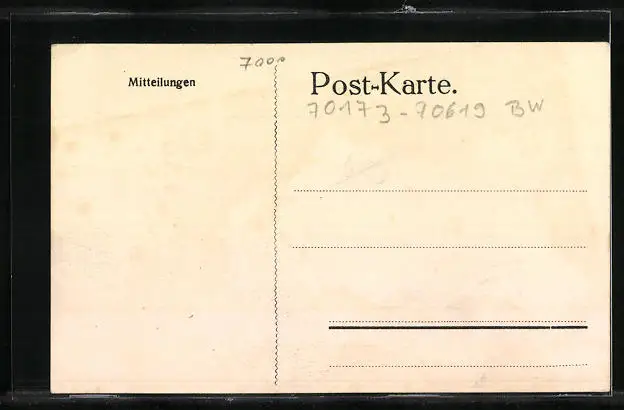 7000
Mitteilungen
Post-Karte.
70173-70619 BW